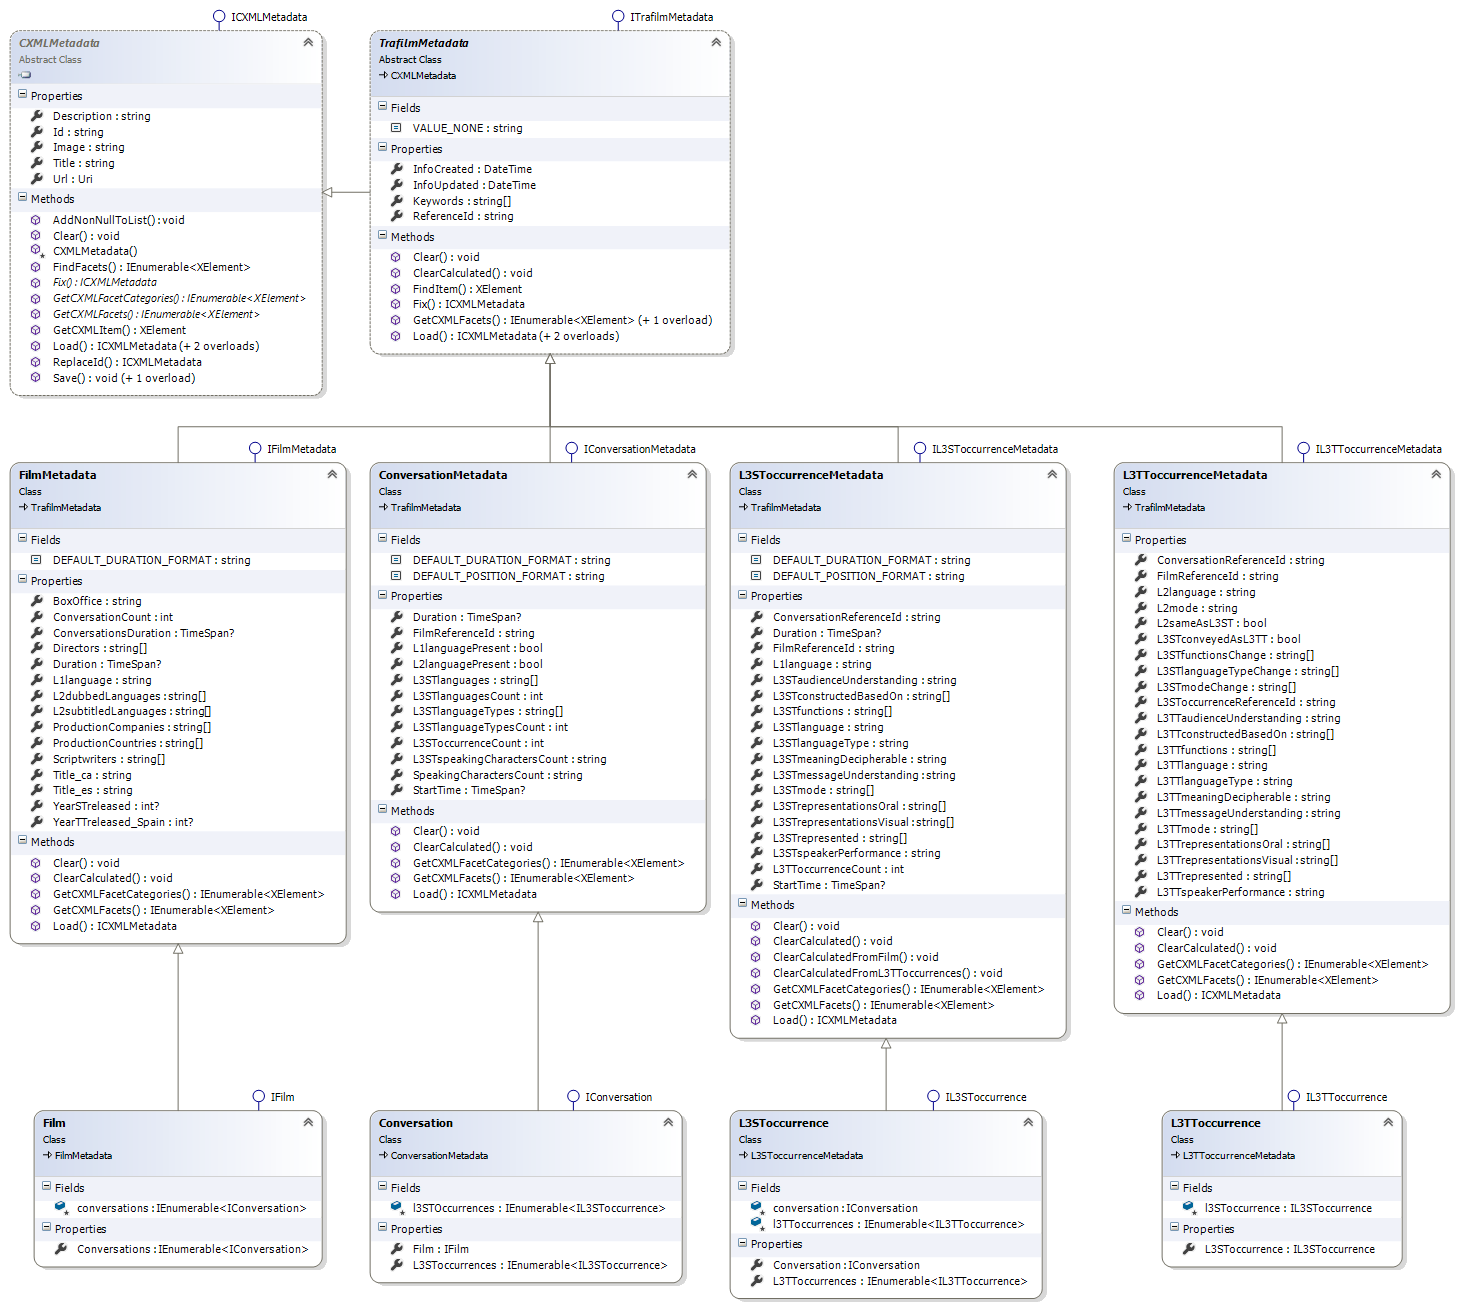 ICXMLMetadata
CXMLMetadata
Abstract Class
Properties
Description : string
Id : string
Image : string
Title : string
Url : Uri
Methods
AddNonNullToList() : void
Clear() : void
CXMLMetadata()
FindFacets() : IEnumerable<XElement>
Fix() : ICXMLMetadata
GetCXMLFacetCategories() : IEnumerable<XElement>
GetCXMLFacets() : IEnumerable<XElement>
GetCXMLItem() : XElement
Load() : ICXMLMetadata (+ 2 overloads)
ReplaceId() : ICXMLMetadata
Save() : void (+ 1 overload)
ITrafilmMetadata
TrafilmMetadata
Abstract Class
CXMLMetadata
Fields
VALUE_NONE : string
Properties
InfoCreated : DateTime
InfoUpdated : DateTime
Keywords : string[]
ReferenceId : string
Methods
Clear() : void
ClearCalculated() : void
FindItem() : XElement
Fix() : ICXMLMetadata
GetCXMLFacets() : IEnumerable<XElement> (+ 1 overload)
Load() : ICXMLMetadata (+ 2 overloads)
IFilmMetadata
FilmMetadata
Class
TrafilmMetadata
Fields
DEFAULT_DURATION_FORMAT : string
Properties
BoxOffice : string
ConversationCount : int
ConversationsDuration : TimeSpan?
Directors : string[]
Duration : TimeSpan?
L1language : string
L2dubbedLanguages : string[]
L2subtitledLanguages : string[]
ProductionCompanies : string[]
ProductionCountries : string[]
Scriptwriters : string[]
Title_ca : string
Title_es : string
YearSTreleased : int?
YearTTreleased_Spain : int?
Methods
Clear() : void
ClearCalculated() : void
GetCXMLFacetCategories() : IEnumerable<XElement>
GetCXMLFacets() : IEnumerable<XElement>
Load() : ICXMLMetadata
IConversationMetadata
ConversationMetadata
Class
TrafilmMetadata
Fields
DEFAULT_DURATION_FORMAT : string
DEFAULT_POSITION_FORMAT : string
Properties
Duration : TimeSpan?
FilmReferenceId : string
L1languagePresent : bool
L2languagePresent : bool
L3STlanguages : string[]
L3STlanguagesCount : int
L3STlanguageTypes : string[]
L3STlanguageTypesCount : int
L3SToccurrenceCount : int
L3STspeakingCharactersCount : string
SpeakingCharactersCount : string
StartTime : TimeSpan?
Methods
Clear() : void
ClearCalculated() : void
GetCXMLFacetCategories() : IEnumerable<XElement>
GetCXMLFacets() : IEnumerable<XElement>
Load() : ICXMLMetadata
IL3SToccurrenceMetadata
L3SToccurrenceMetadata
Class
TrafilmMetadata
Fields
DEFAULT_DURATION_FORMAT : string
DEFAULT_POSITION_FORMAT : string
Properties
ConversationReferenceId : string
Duration : TimeSpan?
FilmReferenceId : string
L1language : string
L3STaudienceUnderstanding : string
L3STconstructedBasedOn : string[]
L3STfunctions : string[]
L3STlanguage : string
L3STlanguageType : string
L3STmeaningDecipherable : string
L3STmessageUnderstanding : string
L3STmode : string[]
L3STrepresentationsOral : string[]
L3STrepresentationsVisual : string[]
L3STrepresented : string[]
L3STspeakerPerformance : string
L3TToccurrenceCount : int
StartTime : TimeSpan?
Methods
Clear() : void
ClearCalculated() : void
ClearCalculatedFromFilm() : void
ClearCalculatedFromL3TToccurrences() : void
GetCXMLFacetCategories() : IEnumerable<XElement>
GetCXMLFacets() : IEnumerable<XElement>
Load() : ICXMLMetadata
IL3TToccurrenceMetadata
L3TToccurrenceMetadata
Class
TrafilmMetadata
Properties
ConversationReferenceId : string
FilmReferenceId : string
L2language : string
L2mode : string
L2sameAsL3ST : bool
L3STconveyedAsL3TT : bool
L3STfunctionsChange : string[]
L3STlanguageTypeChange : string[]
L3STmodeChange : string[]
L3SToccurrenceReferenceId : string
L3TTaudienceUnderstanding : string
L3TTconstructedBasedOn : string[]
L3TTfunctions : string[]
L3TTlanguage : string
L3TTlanguageType : string
L3TTmeaningDecipherable : string
L3TTmessageUnderstanding : string
L3TTmode : string[]
L3TTrepresentationsOral : string[]
L3TTrepresentationsVisual : string[]
L3TTrepresented : string[]
L3TTspeakerPerformance : string
Methods
Clear() : void
ClearCalculated() : void
GetCXMLFacetCategories() : IEnumerable<XElement>
GetCXMLFacets() : IEnumerable<XElement>
Load() : ICXMLMetadata
IFilm
Film
Class
FilmMetadata
Fields
conversations : IEnumerable<IConversation>
Properties
Conversations : IEnumerable<IConversation>
IConversation
Conversation
Class
ConversationMetadata
Fields
l3STOccurrences : IEnumerable<IL3SToccurrence>
Properties
Film : IFilm
L3SToccurrences : IEnumerable<IL3SToccurrence>
IL3SToccurrence
L3SToccurrence
Class
L3SToccurrenceMetadata
Fields
conversation : IConversation
l3TToccurrences : IEnumerable<IL3TToccurrence>
Properties
Conversation : IConversation
L3TToccurrences : IEnumerable<IL3TToccurrence>
IL3TToccurrence
L3TToccurrence
Class
L3TToccurrenceMetadata
Fields
l3SToccurrence : IL3SToccurrence
Properties
L3SToccurrence : IL3SToccurrence